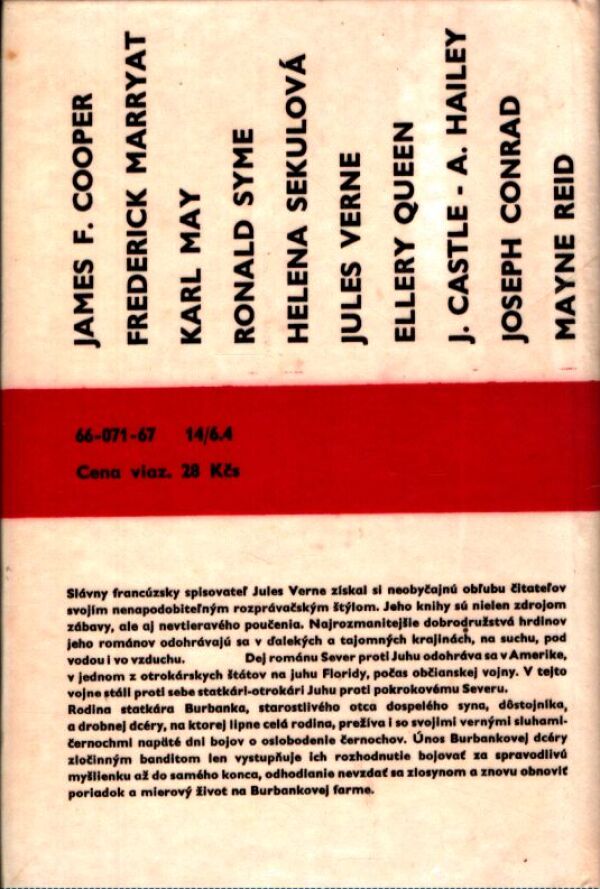 JAMES F. COOPER
FREDERICK MARRYAT
KARL MAY
RONALD SYME
HELENA SEKULOVÁ
JULES VERNE
ELLERY QUEEN
J. CASTLE - A. HAILEY
JOSEPH CONRAD
MAYNE REID
66-071-67 14/6.4
Cena viaz. 28 Kčs
Slávny francúzsky spisovateľ Jules Verne získal si neobyčajnú obľubu čitateľov
svojím nenapodobiteľným rozprávačským štýlom. Jeho knihy sú nielen zdrojom
zábavy, ale aj nevtieravého poučenia. Najrozmanitejšie dobrodružstvá hrdinov
jeho románov odohrávajú sa v ďalekých a tajomných krajinách, na suchu, pod
vodou i vo vzduchu. Dej románu Sever proti Juhu odohráva sa v Amerike,
v jednom z otrokárskych štátov na juhu Floridy, počas občianskej vojny. V tejto
vojne stáli proti sebe statkári-otrokári Juhu proti pokrokovému Severu.
Rodina statkára Burbanka, starostlivého otca dospelého syna, dôstojníka,
a drobnej dcéry, na ktorej lipne celá rodina, prežíva i so svojimi vernými sluhami-
černochmi napäté dni bojov o oslobodenie černochov. Únos Burbankovej dcéry
zločinným banditom len vystupňuje ich rozhodnutie bojovať za spravodlivú
myšlienku až do samého konca, odhodlanie nevzdať sa zlosynom a znovu obnoviť
poriadok a mierový život na Burbankovej farme.